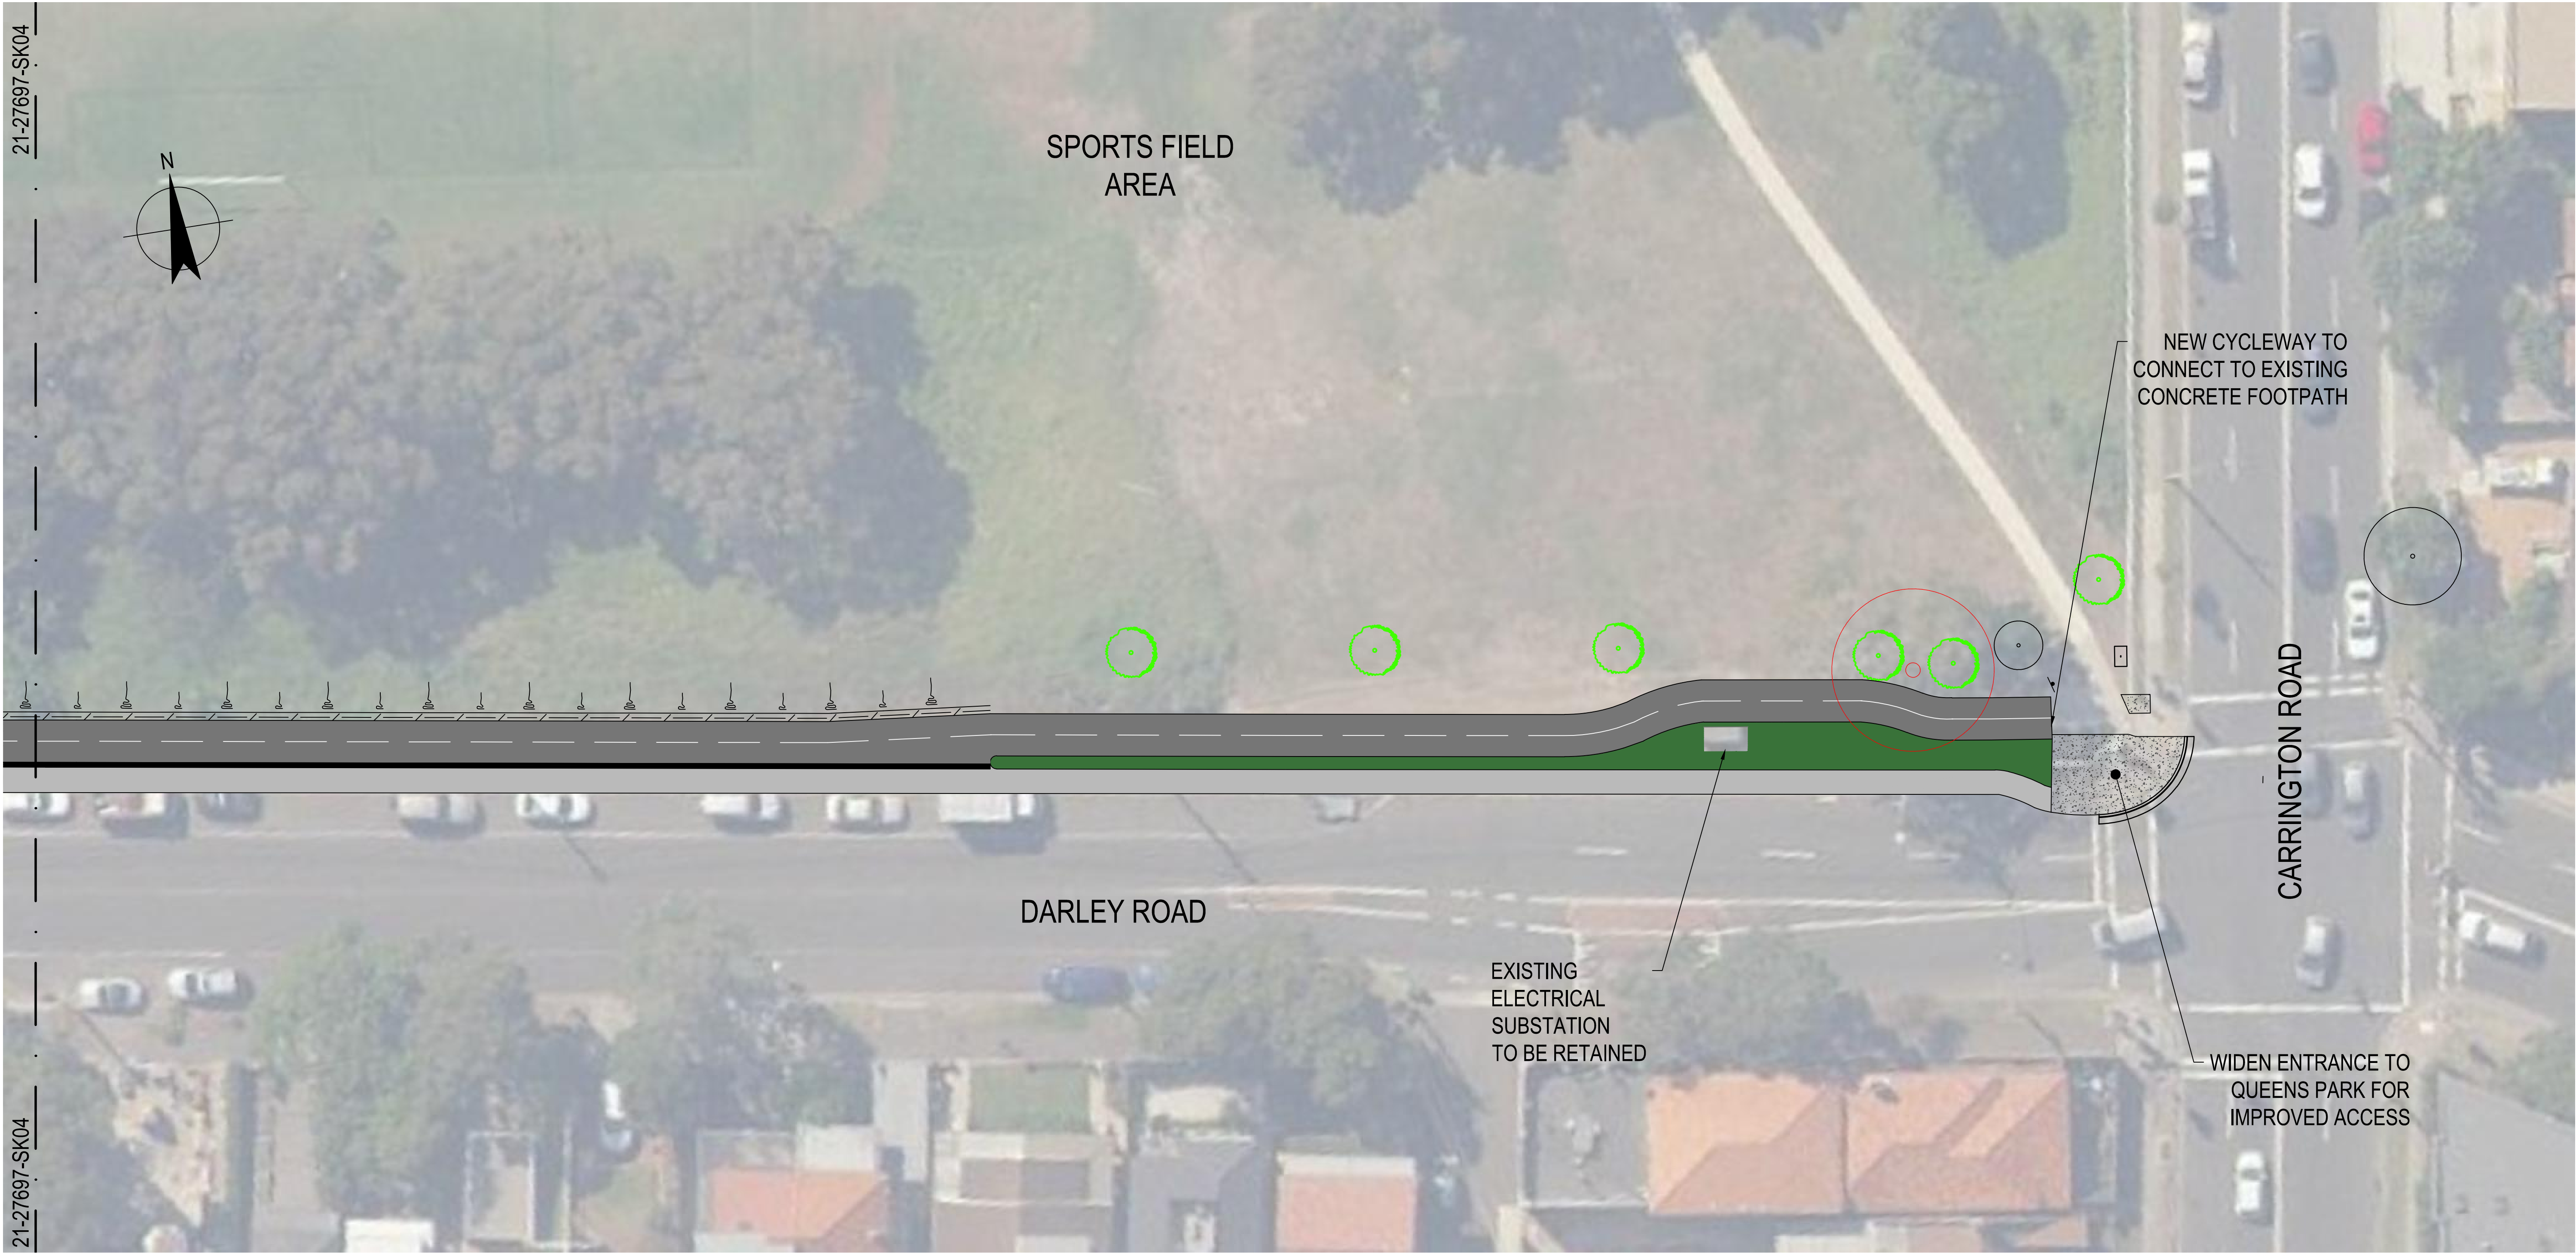 21-27697-SK04
N
SPORTS FIELD
AREA
NEW CYCLEWAY TO
CONNECT TO EXISTING
CONCRETE FOOTPATH
CARRINGTON ROAD
DARLEY ROAD
EXISTING
ELECTRICAL
SUBSTATION
TO BE RETAINED
WIDEN ENTRANCE TO
QUEENS PARK FOR
IMPROVED ACCESS
21-27697-SK04